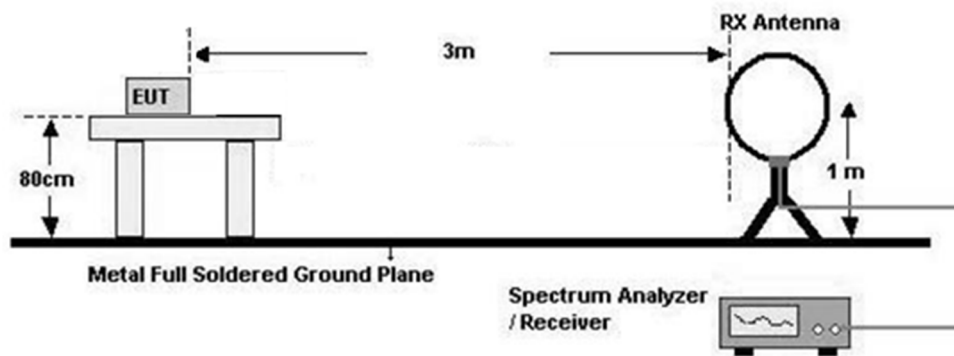 RX Antenna
3m
EUT
80cm
1 m
Metal Full Soldered Ground Plane
Spectrum Analyzer
/ Receiver